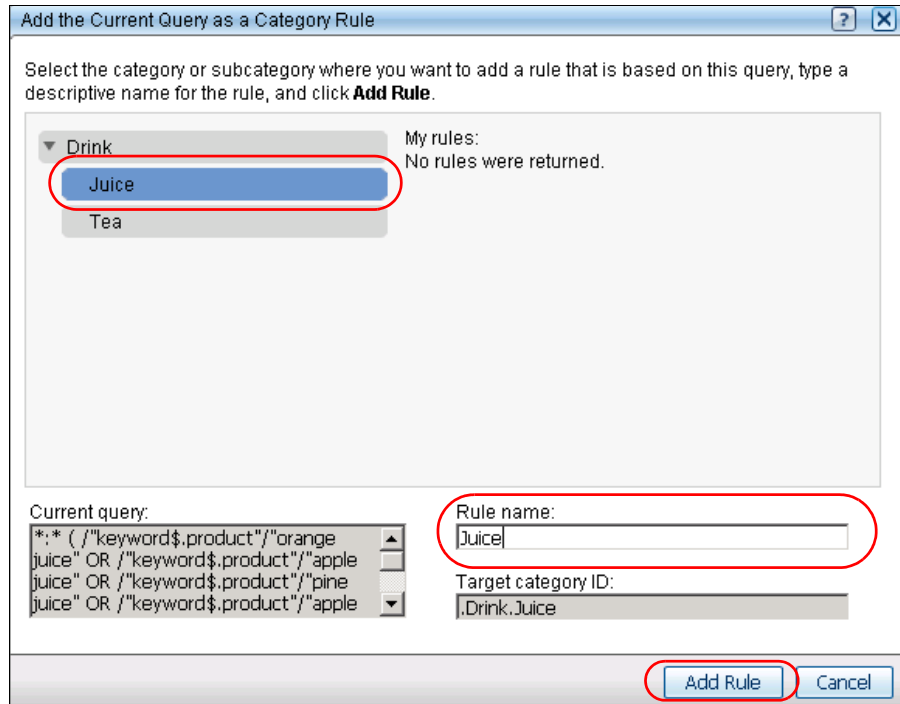 Add the Current Query as a Category Rule
?
Select the category or subcategory where you want to add a rule that is based on this query, type a
descriptive name for the rule, and click Add Rule.
Drink
Juice
Tea
My rules:
No rules were returned.
Current query:
*:* ( /"keyword$.product"/"orange
juice" OR /"keyword$.product"/"apple
juice" OR /"keyword$.product"/"pine
juice" OR /"keyword$.product"/"apple
Rule name:
Juice
Target category ID:
.Drink.Juice
Add Rule
Cancel